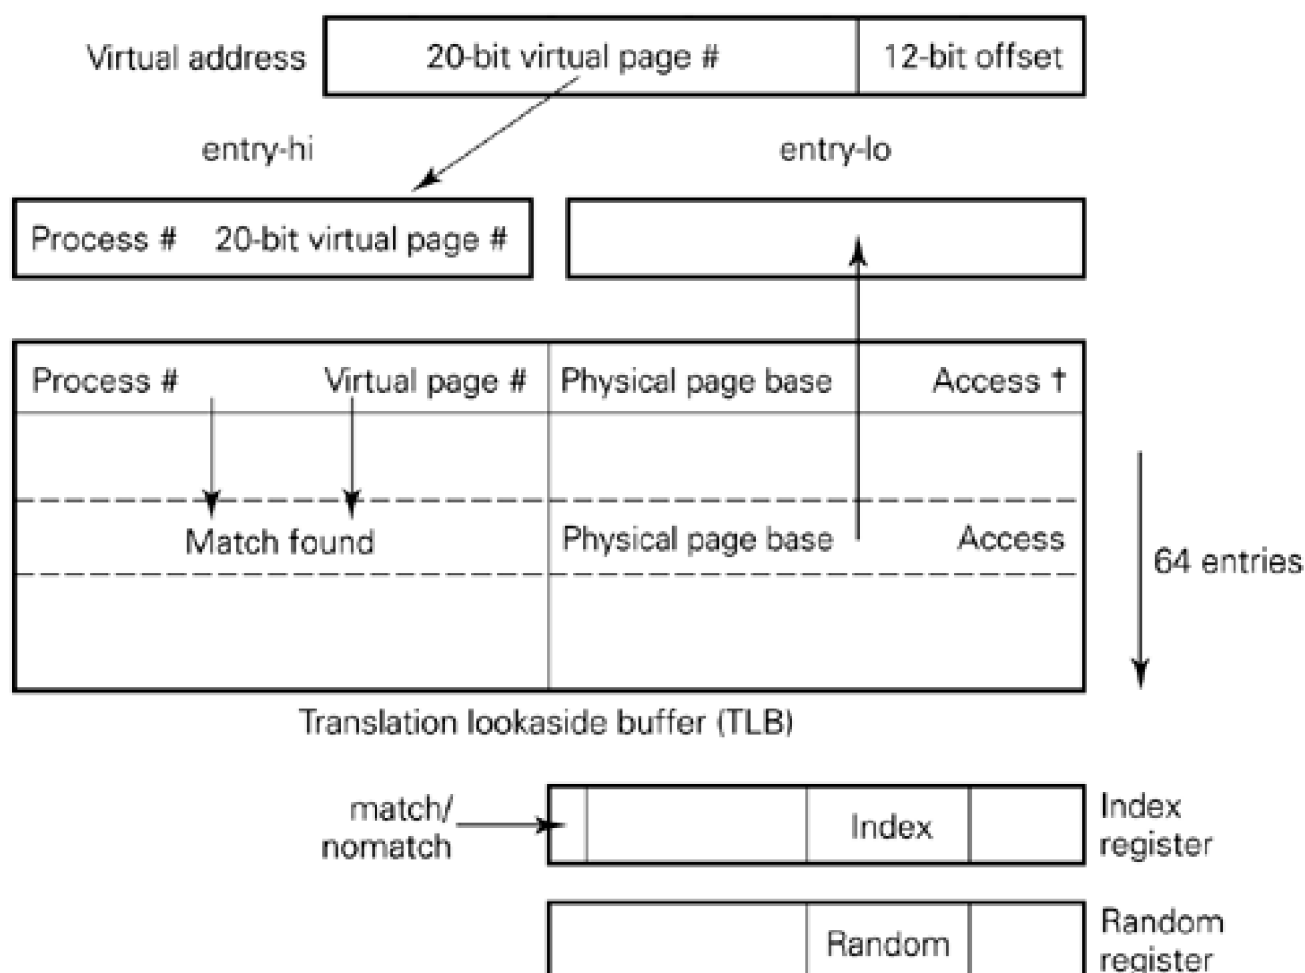 Virtual address 20-bit virtual page # 12-bit offset
entry-hi entry-lo
Process # 20-bit virtual page #
Process # Virtual page # Physical page base Access †
Match found Physical page base Access
64 entries
Translation lookaside buffer (TLB)
match/
nomatch
Index
Index
register
Random
Random
register